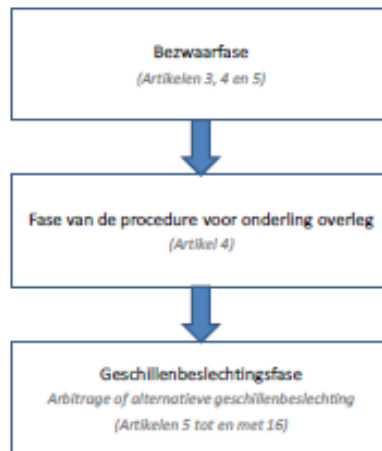 Bezwaarfase
(Artikelen 3, 4 en 5)
Fase van de procedure voor onderling overleg
(Artikel 4)
Geschillenbeslechtingsfase
Arbitrage of alternatieve geschillenbeslechting
(Artikelen 5 tot en met 16)